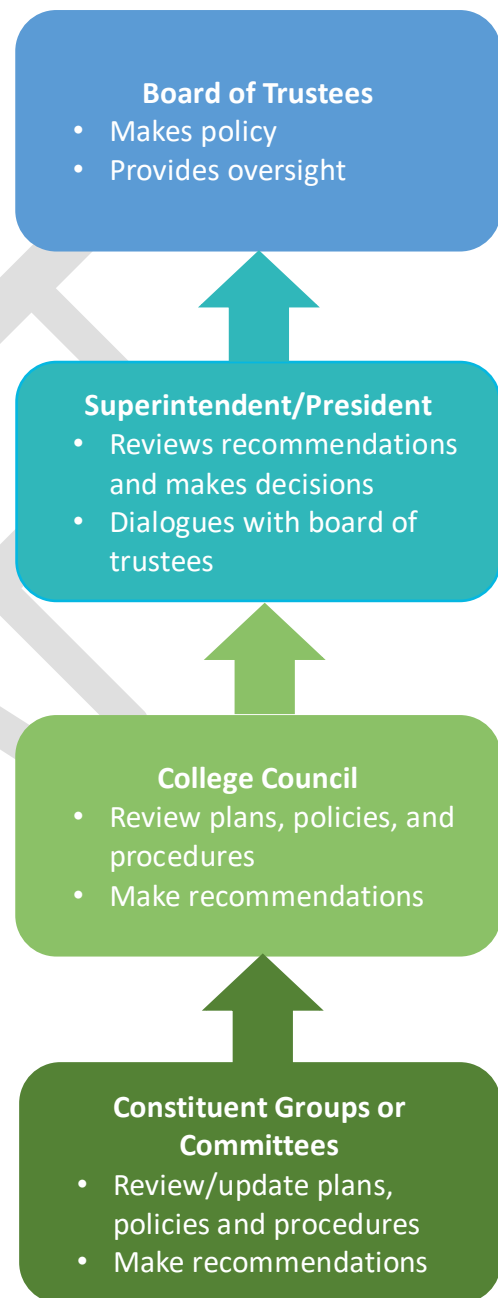 Board of Trustees
• Makes policy
• Provides oversight
Superintendent/President
• Reviews recommendations
and makes decisions
• Dialogues with board of
trustees
College Council
• Review plans, policies, and
procedures
• Make recommendations
Constituent Groups or
Committees
• Review/update plans,
policies and procedures
• Make recommendations